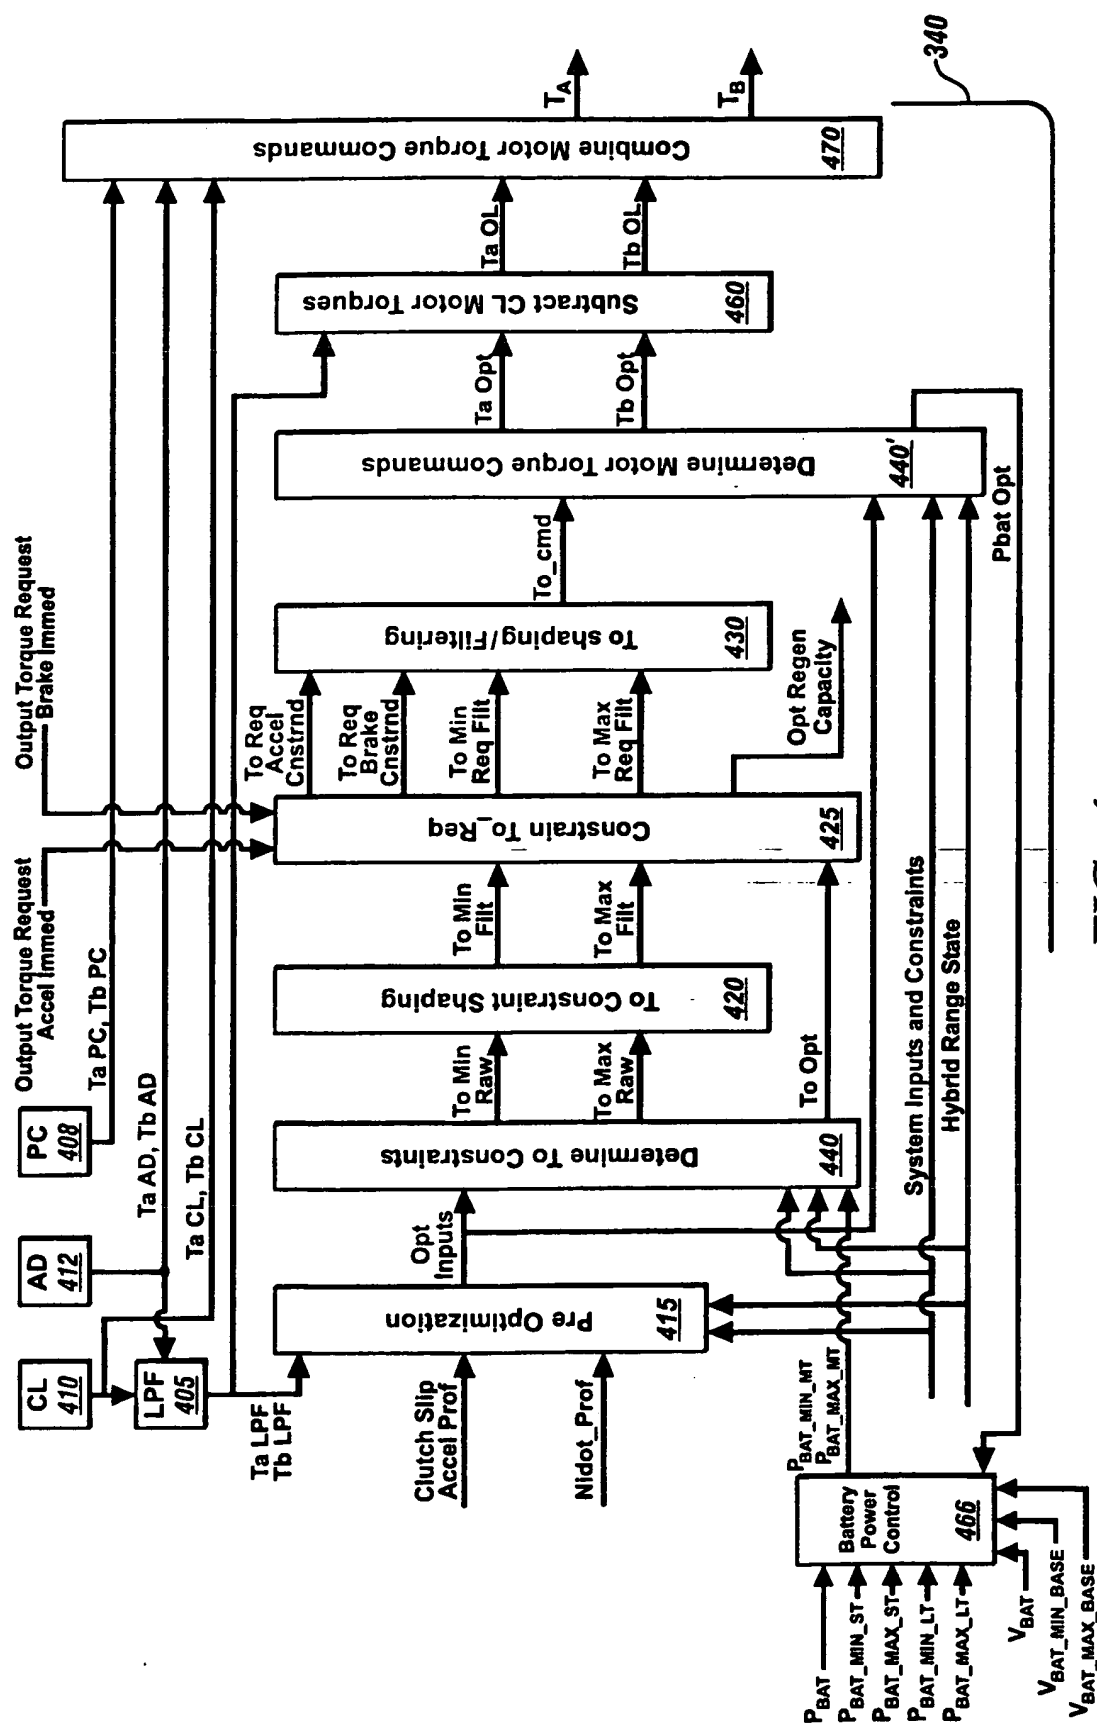 CL
410
AD
412
PC
408
LPF
405
Output Torque Request
Accel Immed
Output Torque Request
Brake Immed
Ta PC, Tb PC
Ta AD, Tb AD
Ta CL, Tb CL
Ta LPF
Tb LPF
Clutch Slip
Accel Prof
Nidot_Prof
Pre Optimization
415
Opt
Inputs
Determine To Constraints
440
To Min
Raw
To Max
Raw
To Opt
To Constraint Shaping
420
To Min
Filt
To Max
Filt
Constrain To_Req
425
To Req
Accel
Cnstrnd
To Req
Brake
Cnstrnd
To Min
Req Filt
To Max
Req Filt
Opt Regen
Capacity
To shaping/Filtering
430
To_cmd
Determine Motor Torque Commands
440'
Ta Opt
Tb Opt
Pbat Opt
Subtract CL Motor Torques
460
Ta OL
Tb OL
Combine Motor Torque Commands
470
TA
TB
340
System Inputs and Constraints
Hybrid Range State
PBAT_MIN_MT
PBAT_MAX_MT
Battery
Power
Control
466
PBAT
PBAT_MIN_ST
PBAT_MAX_ST
PBAT_MIN_LT
PBAT_MAX_LT
VBAT
VBAT_MIN_BASE
VBAT_MAX_BASE